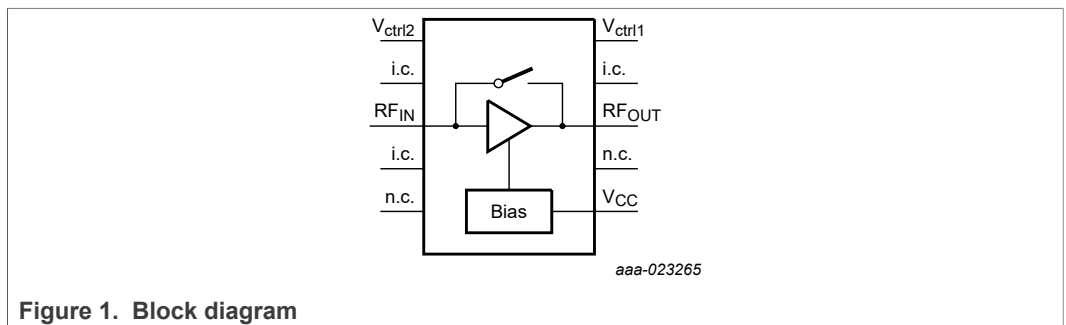 Vctrl2 Vctrl1
i.c. i.c.
RFIN RFOUT
i.c. n.c.
n.c. Bias VCC
aaa-023265
Figure 1. Block diagram